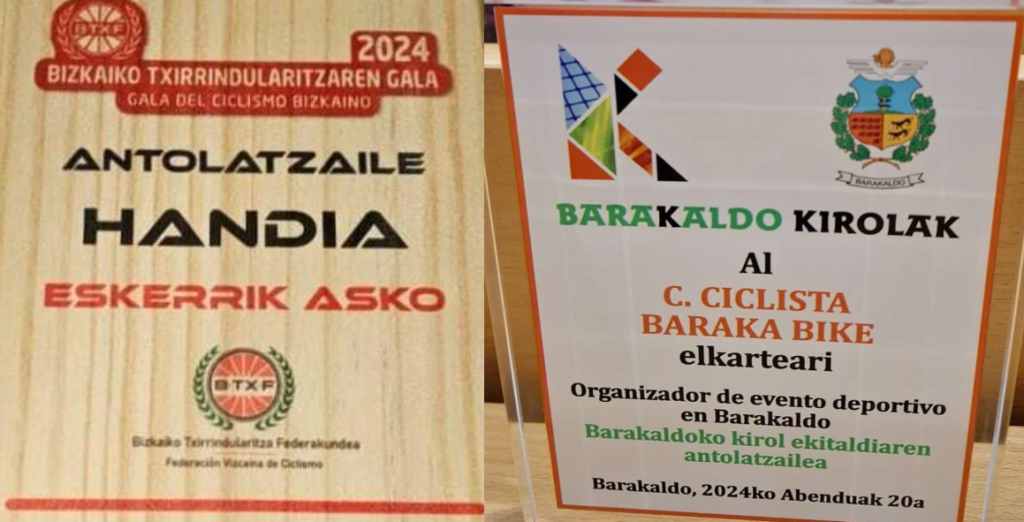 BTXF
2024
BIZKAIKO TXIRRINDULARITZAREN GALA
GALA DEL CICLISMO BIZKAINO
ANTOLATZAILE
HANDIA
ESKERRIK ASKO
BTXF
Bizkaiko Txirrindularitza Federakundea
Federación Vizcaina de Ciclismo
BARAKALDO
BARAKALDO KIROLAK
Al
C. CICLISTA
BARAKA BIKE
elkarteari
Organizador de evento deportivo
en Barakaldo
Barakaldoko kirol ekitaldiaren
antolatzailea
Barakaldo, 2024ko Abenduak 20a